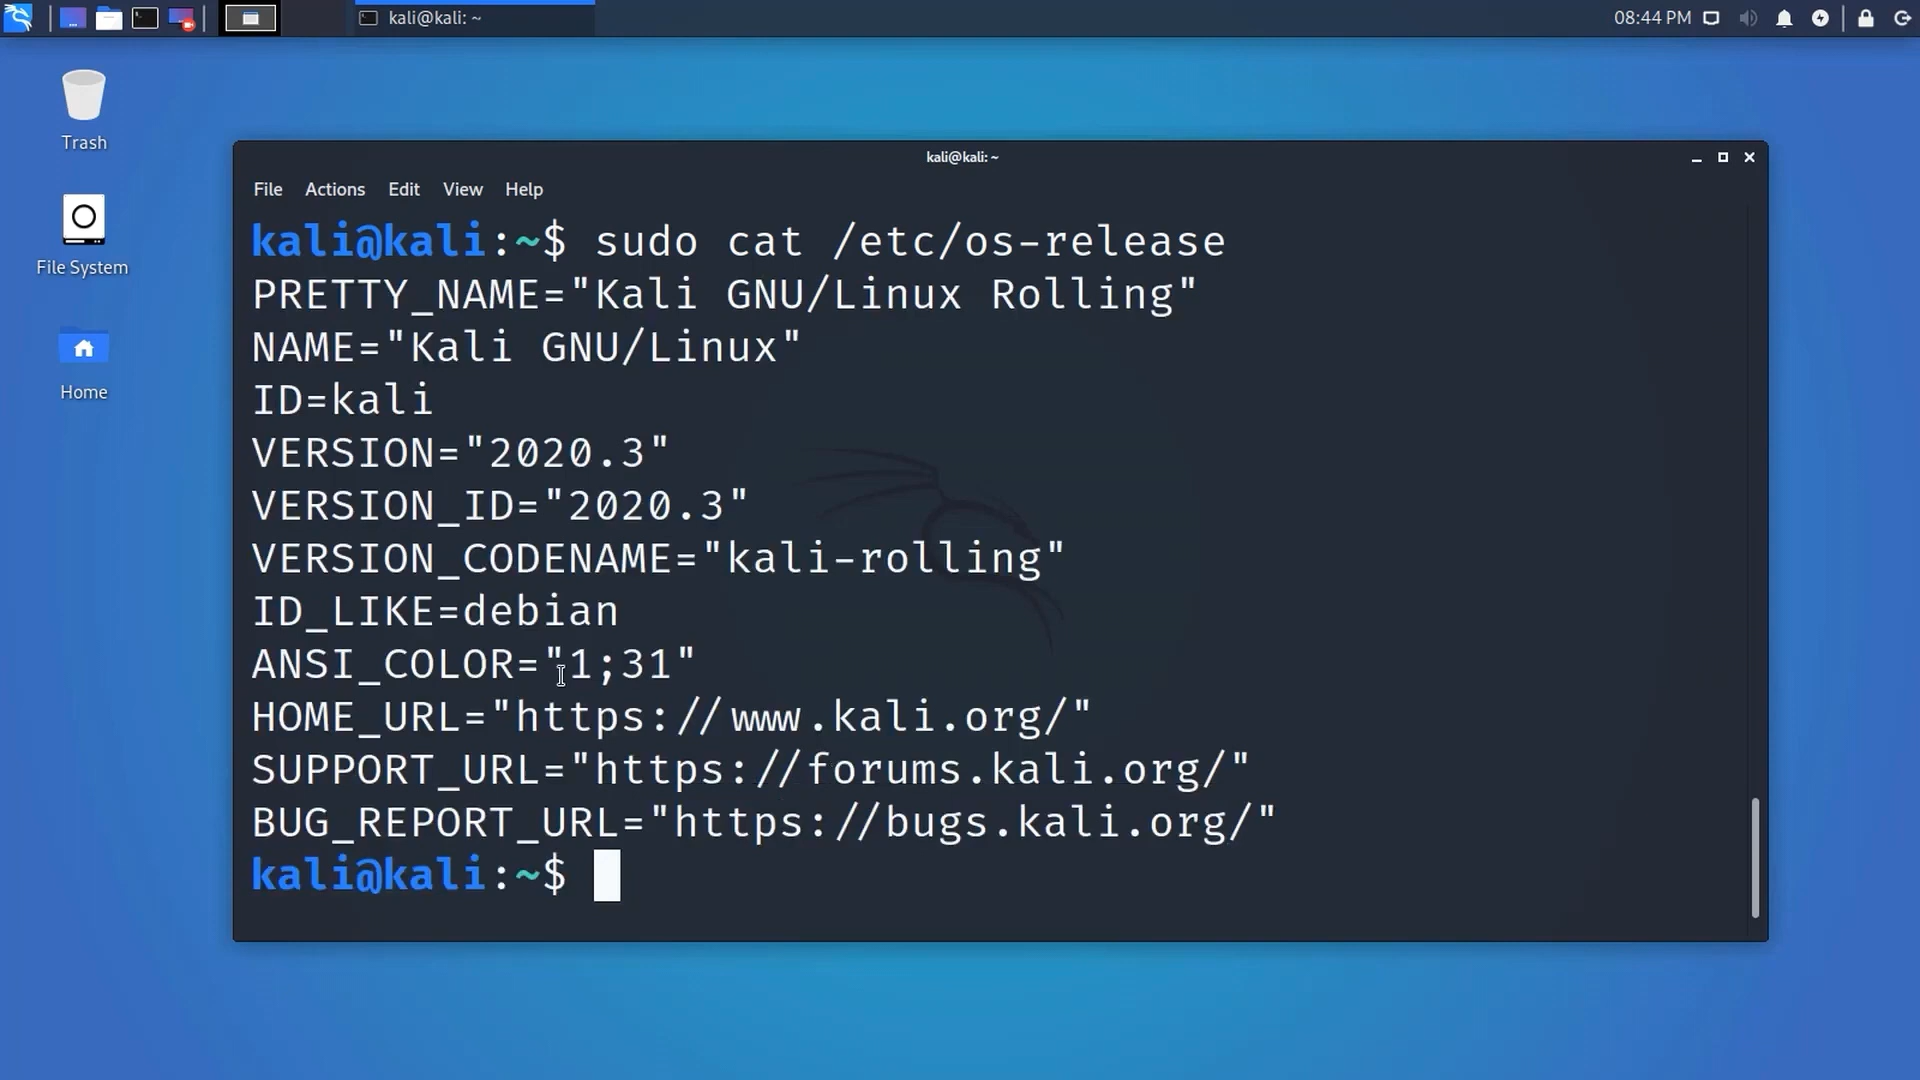 kali@kali: ~
08:44 PM
Trash
File System
Home
kali@kali: ~
File Actions Edit View Help
kali@kali:~$ sudo cat /etc/os-release
PRETTY_NAME="Kali GNU/Linux Rolling"
NAME="Kali GNU/Linux"
ID=kali
VERSION="2020.3"
VERSION_ID="2020.3"
VERSION_CODENAME="kali-rolling"
ID_LIKE=debian
ANSI_COLOR="1;31"
HOME_URL="https://www.kali.org/"
SUPPORT_URL="https://forums.kali.org/"
BUG_REPORT_URL="https://bugs.kali.org/"
kali@kali:~$